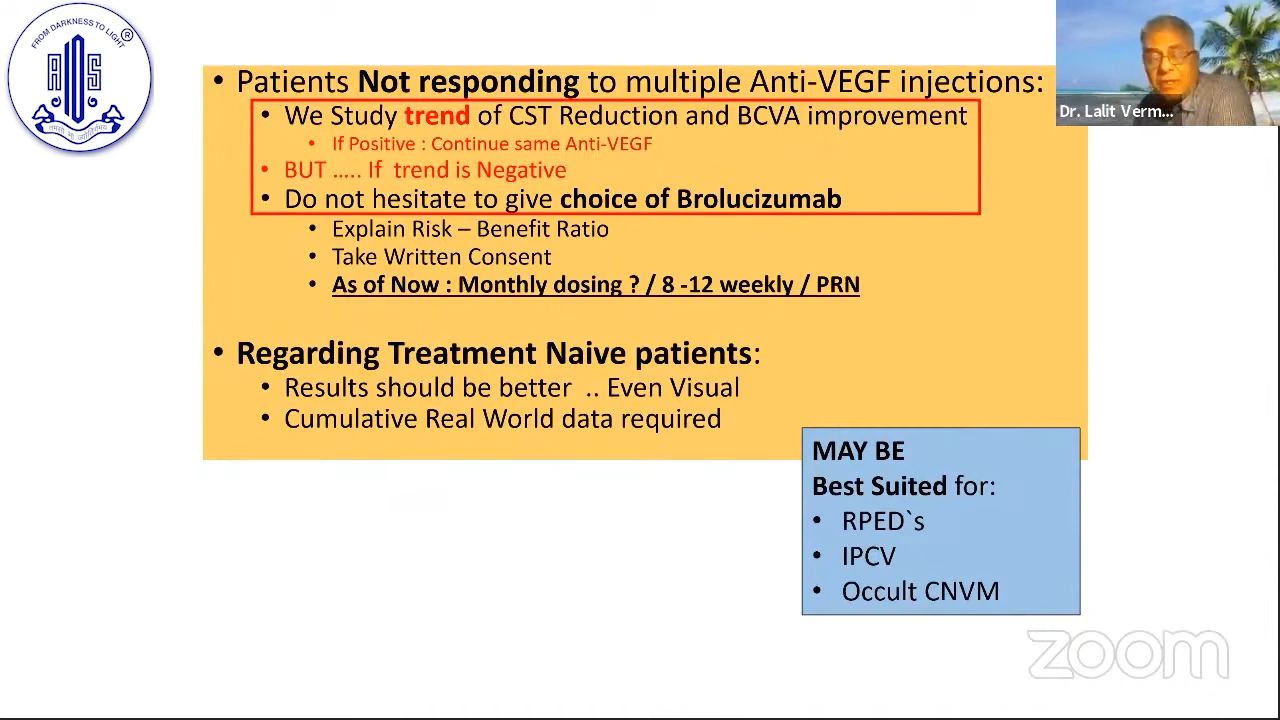 FROM DARKNESS TO LIGHT
®
AIOS
• Patients Not responding to multiple Anti-VEGF injections:
• We Study trend of CST Reduction and BCVA improvement
• If Positive : Continue same Anti-VEGF
• BUT ….. If trend is Negative
• Do not hesitate to give choice of Brolucizumab
• Explain Risk – Benefit Ratio
• Take Written Consent
• As of Now : Monthly dosing ? / 8 -12 weekly / PRN
• Regarding Treatment Naive patients:
• Results should be better .. Even Visual
• Cumulative Real World data required
MAY BE
Best Suited for:
• RPED`s
• IPCV
• Occult CNVM
Dr. Lalit Verm...
zoom